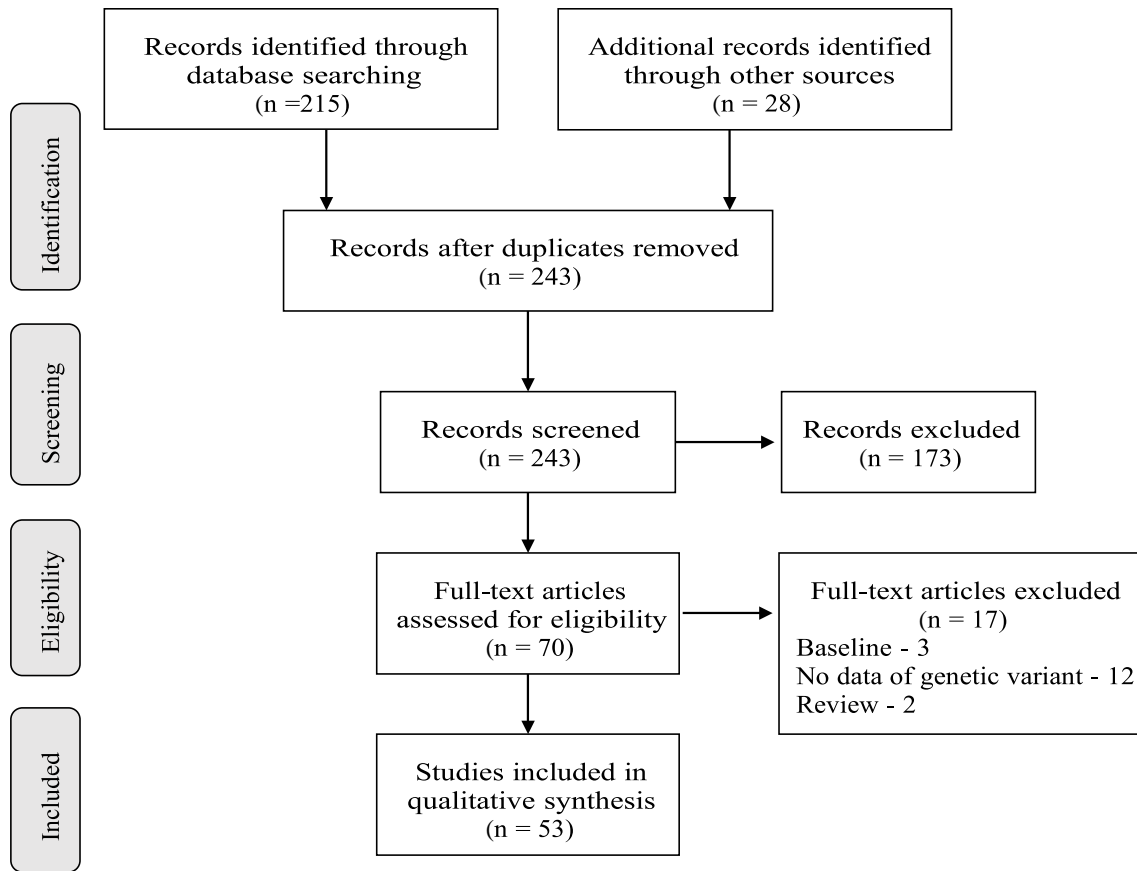 Records identified through
database searching
(n =215)
Additional records identified
through other sources
(n = 28)
Identification
Records after duplicates removed
(n = 243)
Screening
Records screened
(n = 243)
Records excluded
(n = 173)
Eligibility
Full-text articles
assessed for eligibility
(n = 70)
Full-text articles excluded
(n = 17)
Baseline - 3
No data of genetic variant - 12
Review - 2
Included
Studies included in
qualitative synthesis
(n = 53)